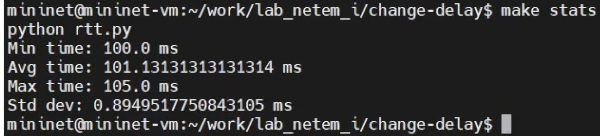 mininet@mininet-vm:~/work/lab_netem_i/change-delay$ make stats
python rtt.py
Min time: 100.0 ms
Avg time: 101.13131313131314 ms
Max time: 105.0 ms
Std dev: 0.8949517750843105 ms
mininet@mininet-vm:~/work/lab_netem_i/change-delay$